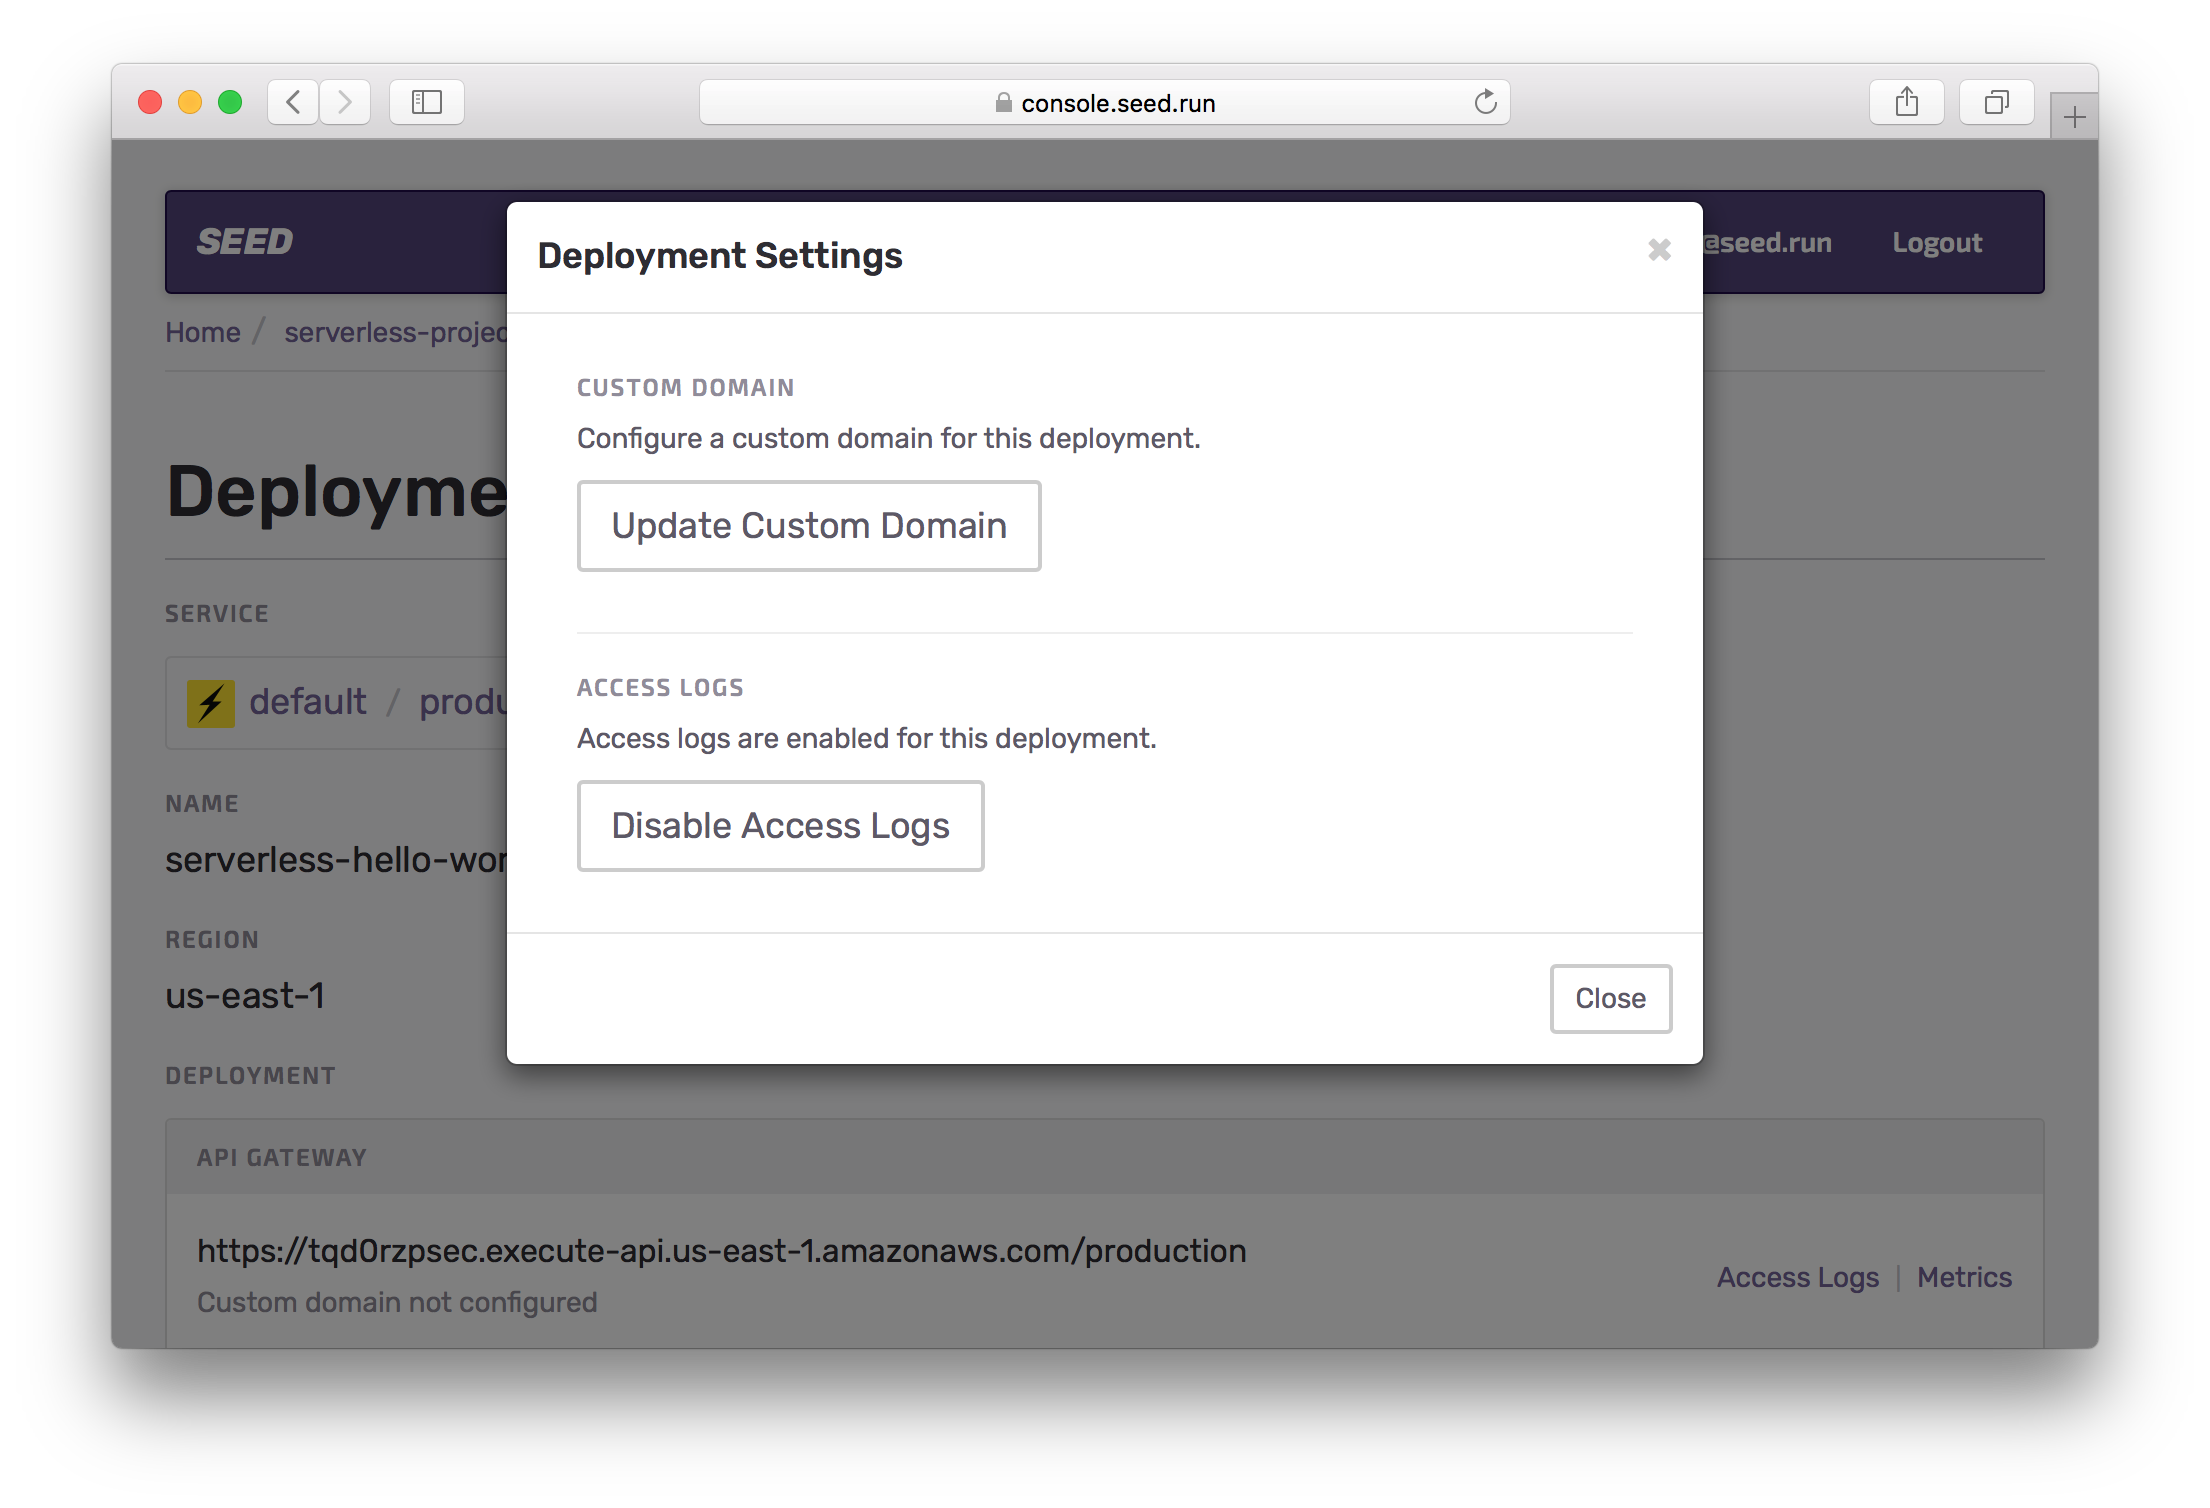 console.seed.run
SEED
@seed.run Logout
Deployment Settings
Home / serverless-projec
CUSTOM DOMAIN
Configure a custom domain for this deployment.
Update Custom Domain
Deployme
SERVICE
default / produ
ACCESS LOGS
Access logs are enabled for this deployment.
Disable Access Logs
NAME
serverless-hello-wor
REGION
us-east-1
Close
DEPLOYMENT
API GATEWAY
https://tqd0rzpsec.execute-api.us-east-1.amazonaws.com/production
Custom domain not configured
Access Logs | Metrics